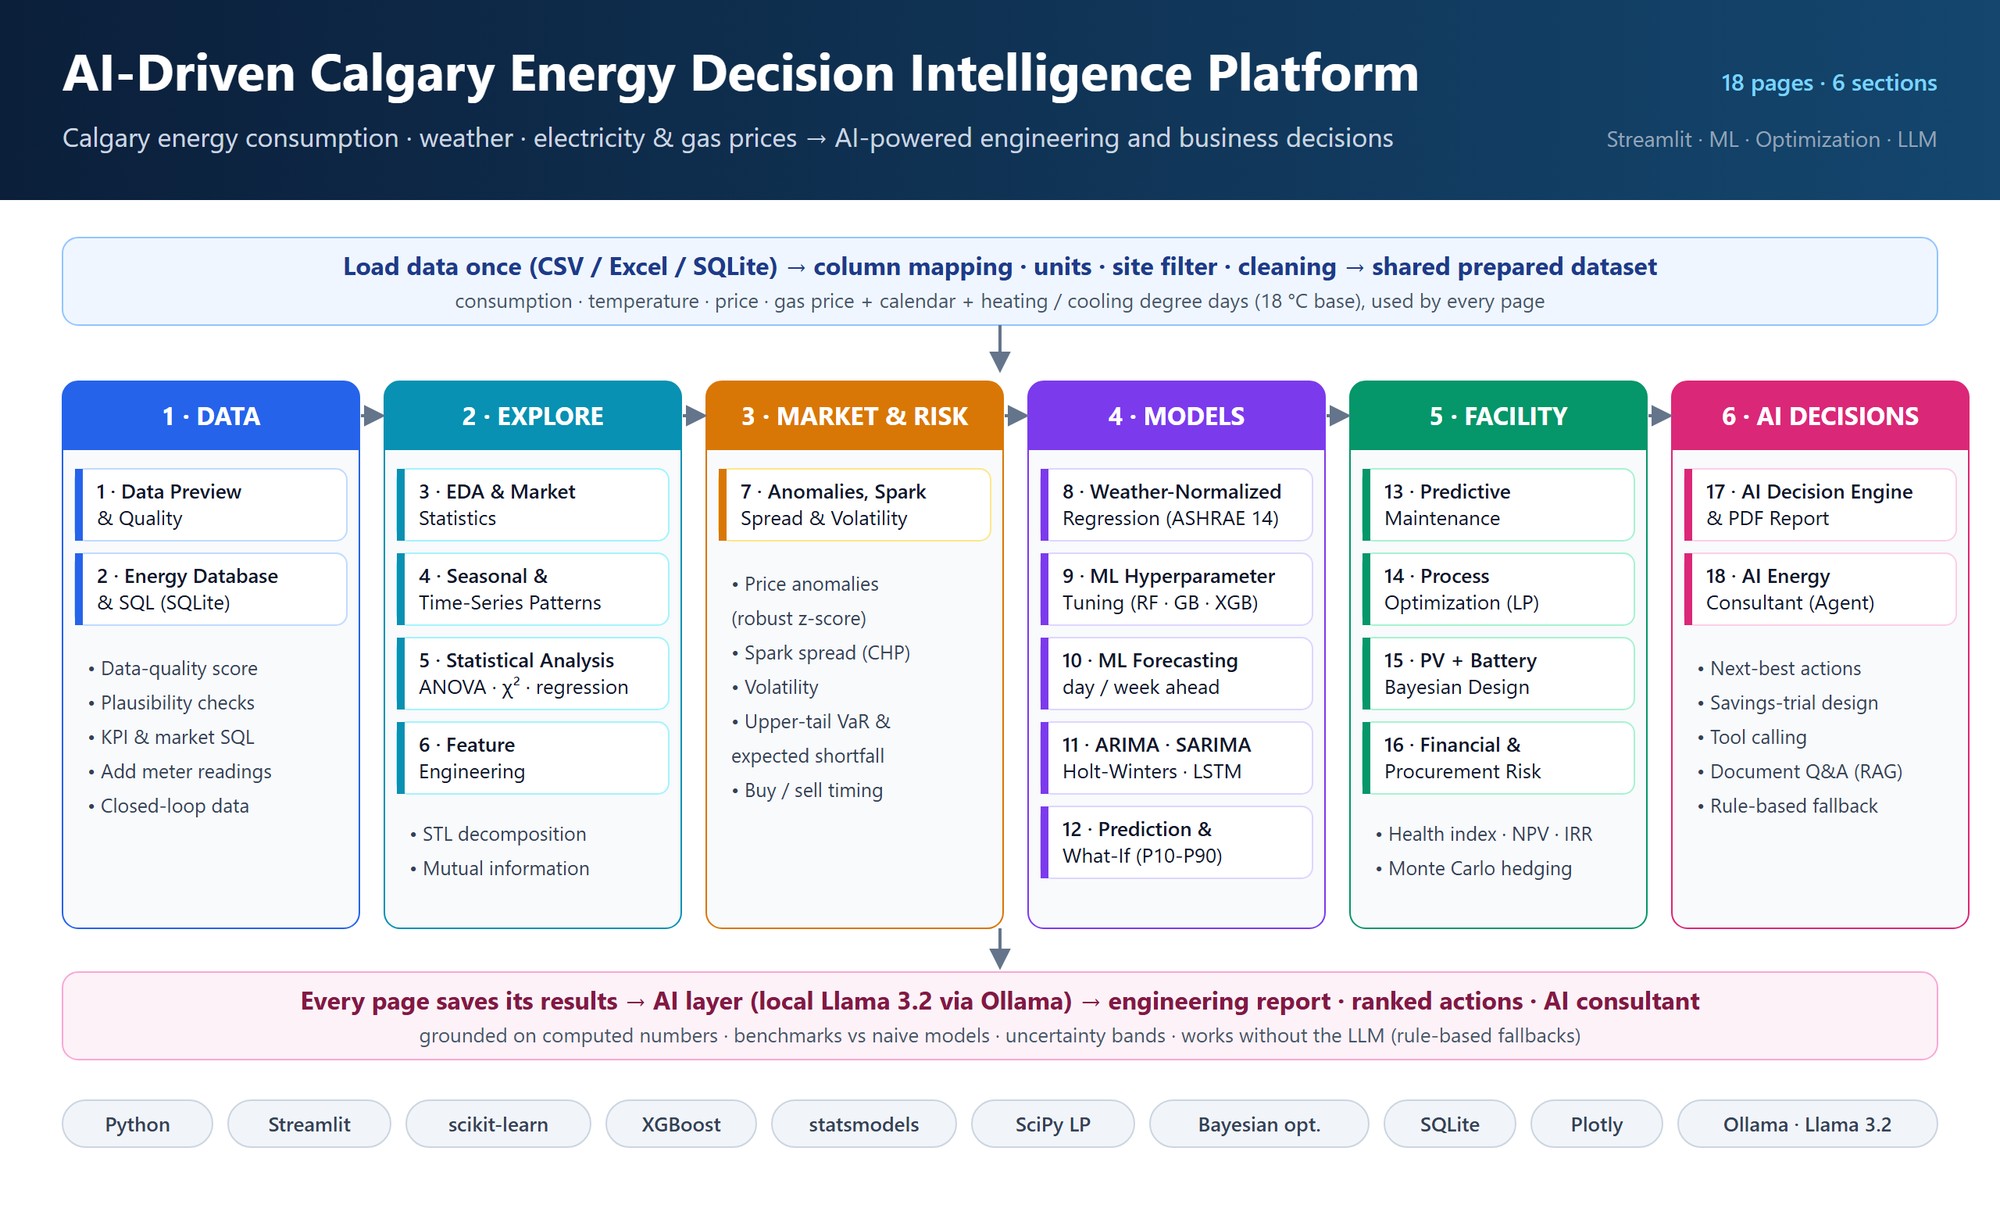 AI-Driven Calgary Energy Decision Intelligence Platform
18 pages · 6 sections
Calgary energy consumption · weather · electricity & gas prices → AI-powered engineering and business decisions
Streamlit · ML · Optimization · LLM
Load data once (CSV / Excel / SQLite) → column mapping · units · site filter · cleaning → shared prepared dataset
consumption · temperature · price · gas price + calendar + heating / cooling degree days (18 °C base), used by every page
1 · DATA
1 · Data Preview
& Quality
2 · Energy Database
& SQL (SQLite)
• Data-quality score
• Plausibility checks
• KPI & market SQL
• Add meter readings
• Closed-loop data
2 · EXPLORE
3 · EDA & Market
Statistics
4 · Seasonal &
Time-Series Patterns
5 · Statistical Analysis
ANOVA · χ² · regression
6 · Feature
Engineering
• STL decomposition
• Mutual information
3 · MARKET & RISK
7 · Anomalies, Spark
Spread & Volatility
• Price anomalies
(robust z-score)
• Spark spread (CHP)
• Volatility
• Upper-tail VaR &
expected shortfall
• Buy / sell timing
4 · MODELS
8 · Weather-Normalized
Regression (ASHRAE 14)
9 · ML Hyperparameter
Tuning (RF · GB · XGB)
10 · ML Forecasting
day / week ahead
11 · ARIMA · SARIMA
Holt-Winters · LSTM
12 · Prediction &
What-If (P10-P90)
5 · FACILITY
13 · Predictive
Maintenance
14 · Process
Optimization (LP)
15 · PV + Battery
Bayesian Design
16 · Financial &
Procurement Risk
• Health index · NPV · IRR
• Monte Carlo hedging
6 · AI DECISIONS
17 · AI Decision Engine
& PDF Report
18 · AI Energy
Consultant (Agent)
• Next-best actions
• Savings-trial design
• Tool calling
• Document Q&A (RAG)
• Rule-based fallback
Every page saves its results → AI layer (local Llama 3.2 via Ollama) → engineering report · ranked actions · AI consultant
grounded on computed numbers · benchmarks vs naive models · uncertainty bands · works without the LLM (rule-based fallbacks)
Python
Streamlit
scikit-learn
XGBoost
statsmodels
SciPy LP
Bayesian opt.
SQLite
Plotly
Ollama · Llama 3.2